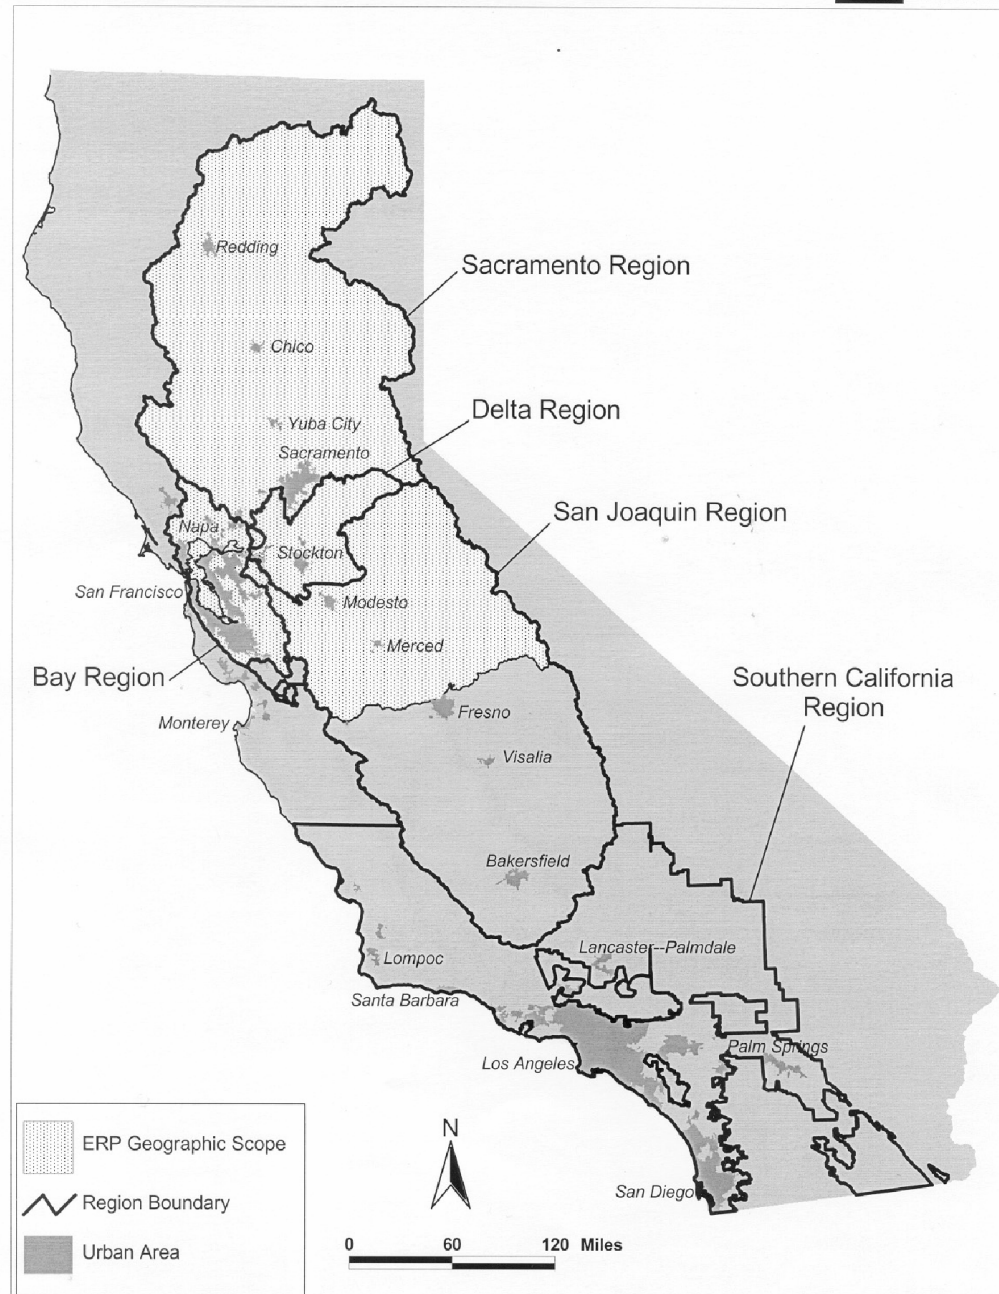 Redding
Sacramento Region
Chico
Delta Region
Yuba City
Sacramento
San Joaquin Region
Napa
Stockton
San Francisco
Modesto
Merced
Bay Region
Southern California
Region
Monterey
Fresno
Visalia
Bakersfield
Lancaster--Palmdale
Lompoc
Santa Barbara
Palm Springs
Los Angeles
San Diego
N
ERP Geographic Scope
Region Boundary
Urban Area
0 60 120 Miles